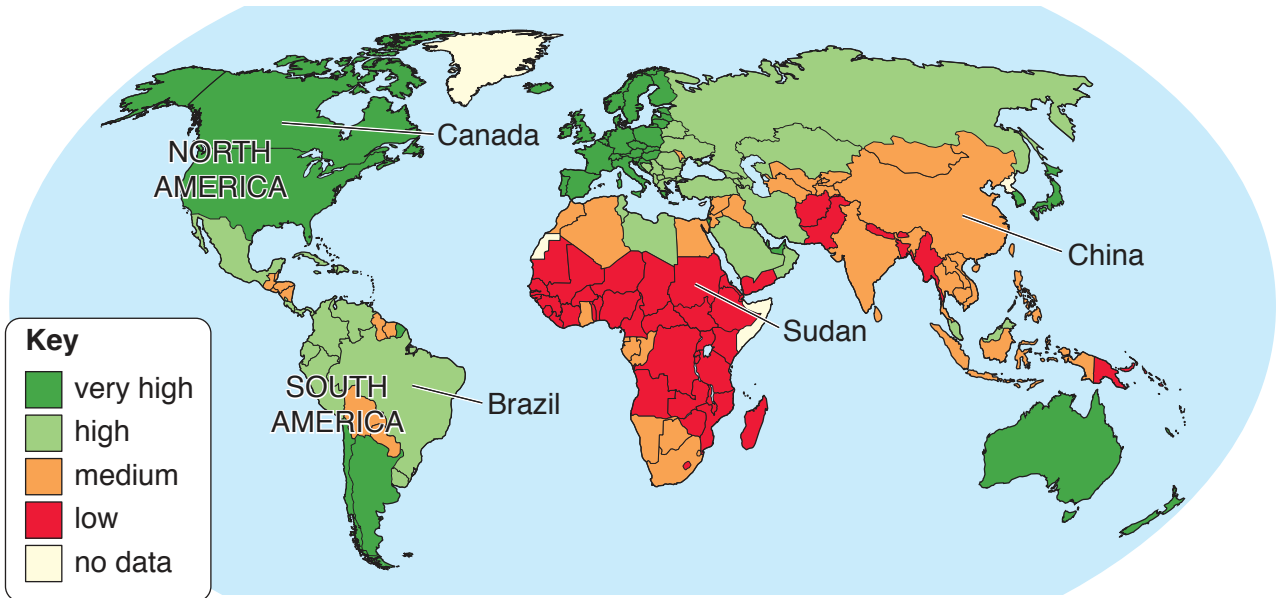 Canada
NORTH
AMERICA
China
Sudan
Key
very high
high
medium
low
no data
SOUTH
AMERICA
Brazil